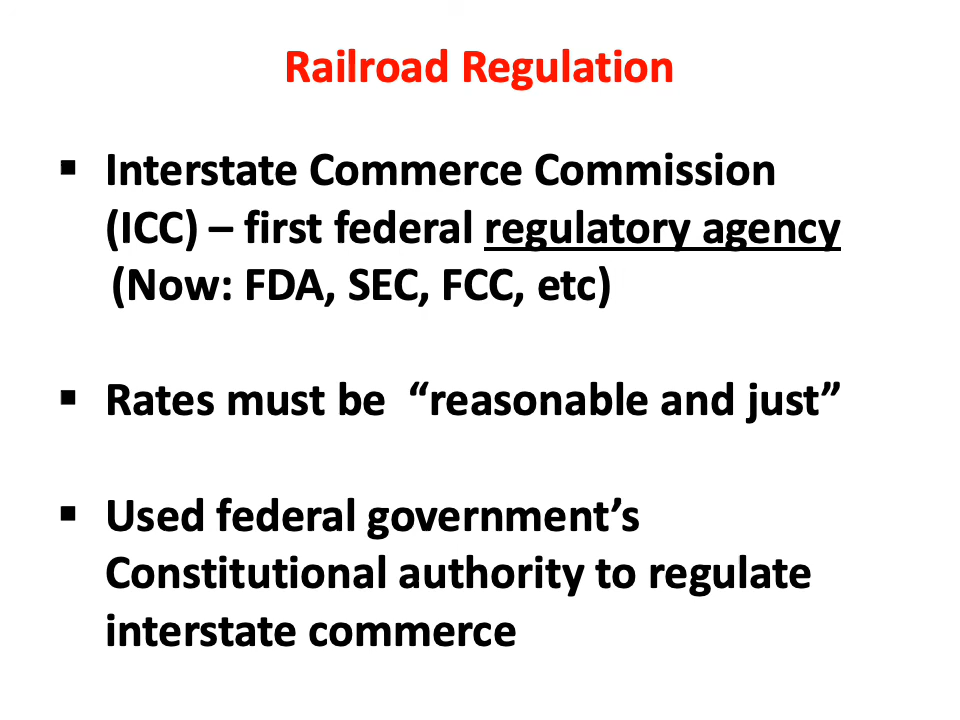 Railroad Regulation
▪ Interstate Commerce Commission
(ICC) – first federal regulatory agency
(Now: FDA, SEC, FCC, etc)
▪ Rates must be “reasonable and just”
▪ Used federal government’s
Constitutional authority to regulate
interstate commerce